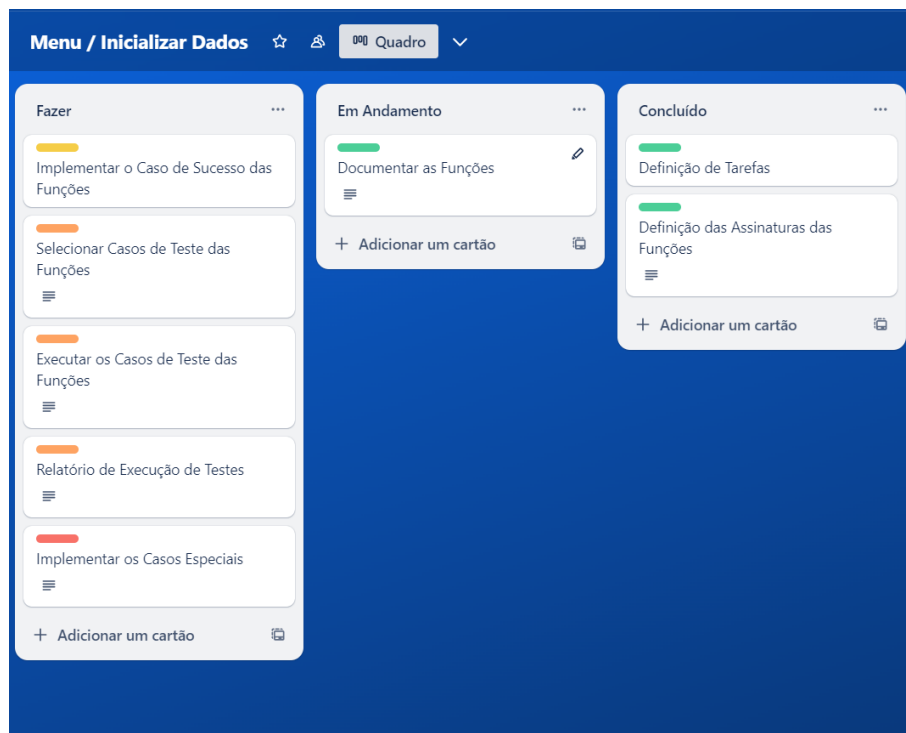 Menu / Inicializar Dados
Quadro
Fazer
Implementar o Caso de Sucesso das
Funções
Selecionar Casos de Teste das
Funções
Executar os Casos de Teste das
Funções
Relatório de Execução de Testes
Implementar os Casos Especiais
+ Adicionar um cartão
Em Andamento
Documentar as Funções
+ Adicionar um cartão
Concluído
Definição de Tarefas
Definição das Assinaturas das
Funções
+ Adicionar um cartão